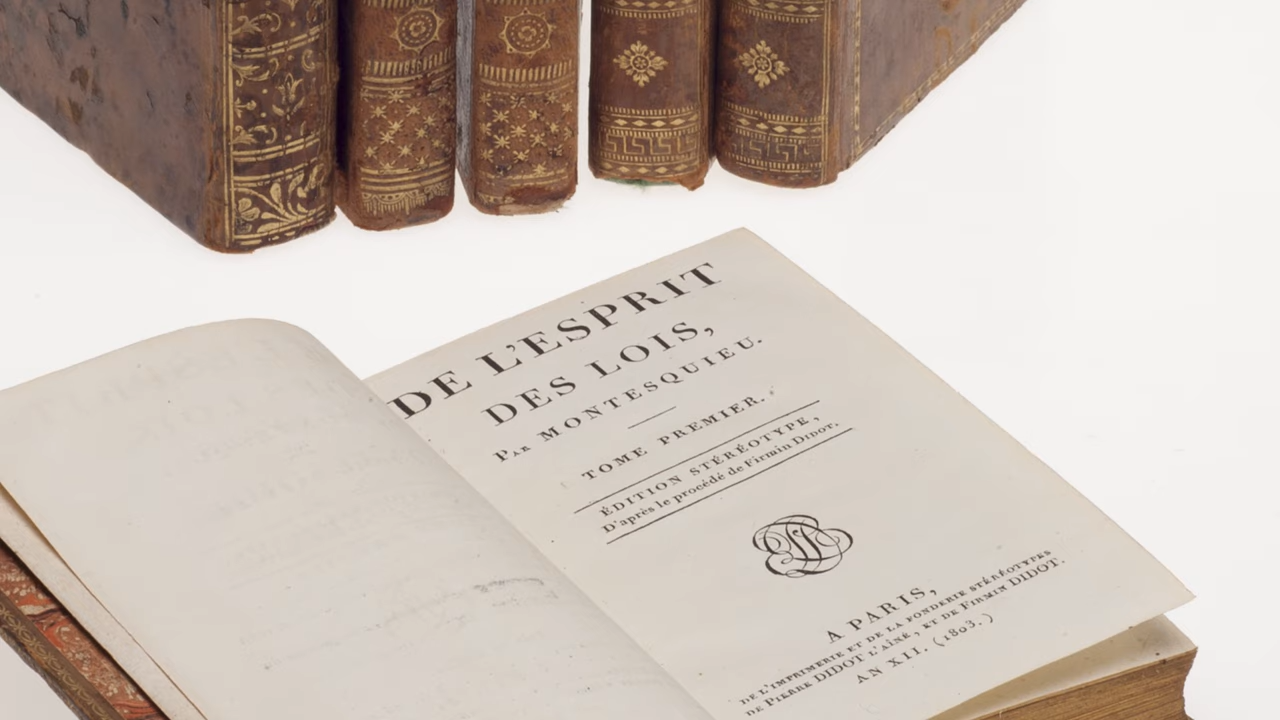 DE L'ESPRIT
DES LOIS,
PAR MONTESQUIEU.
TOME PREMIER.
ÉDITION STÉRÉOTYPE,
D'après le procédé de Firmin Didot.
A PARIS,
DE L'IMPRIMERIE ET DE LA FONDERIE STÉRÉOTYPES
DE PIERRE DIDOT L'AÎNÉ, ET DE FIRMIN DIDOT.
AN XII. (1803.)